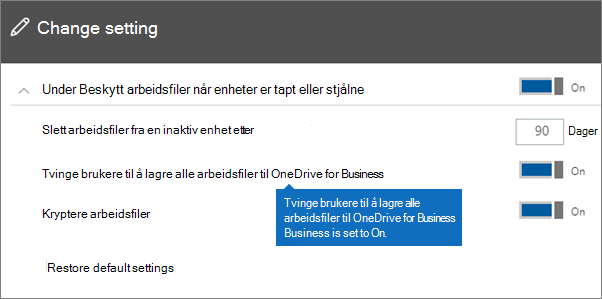 Change setting
Under Beskytt arbeidsfiler når enheter er tapt eller stjålne On
Slett arbeidsfiler fra en inaktiv enhet etter 90 Dager
Tvinge brukere til å lagre alle arbeidsfiler til OneDrive for Business On
Tvinge brukere til å lagre alle
arbeidsfiler til OneDrive for Business
Business is set to On.
Kryptere arbeidsfiler On
Restore default settings